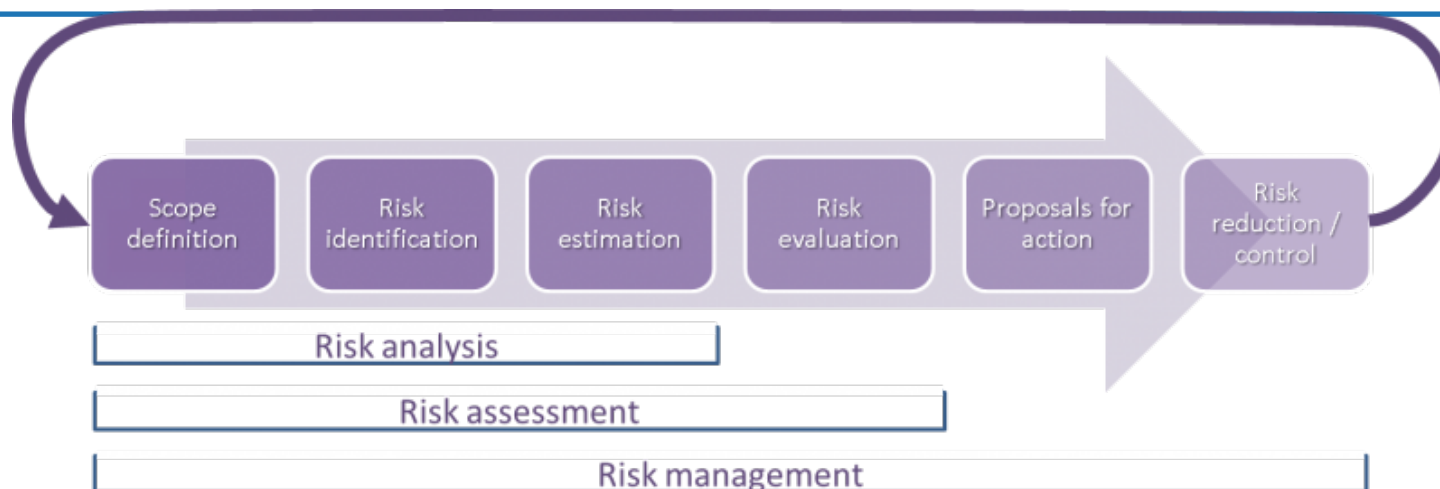 Scope
definition
Risk
identification
Risk
estimation
Risk
evaluation
Proposals for
action
Risk
reduction /
control
Risk analysis
Risk assessment
Risk management